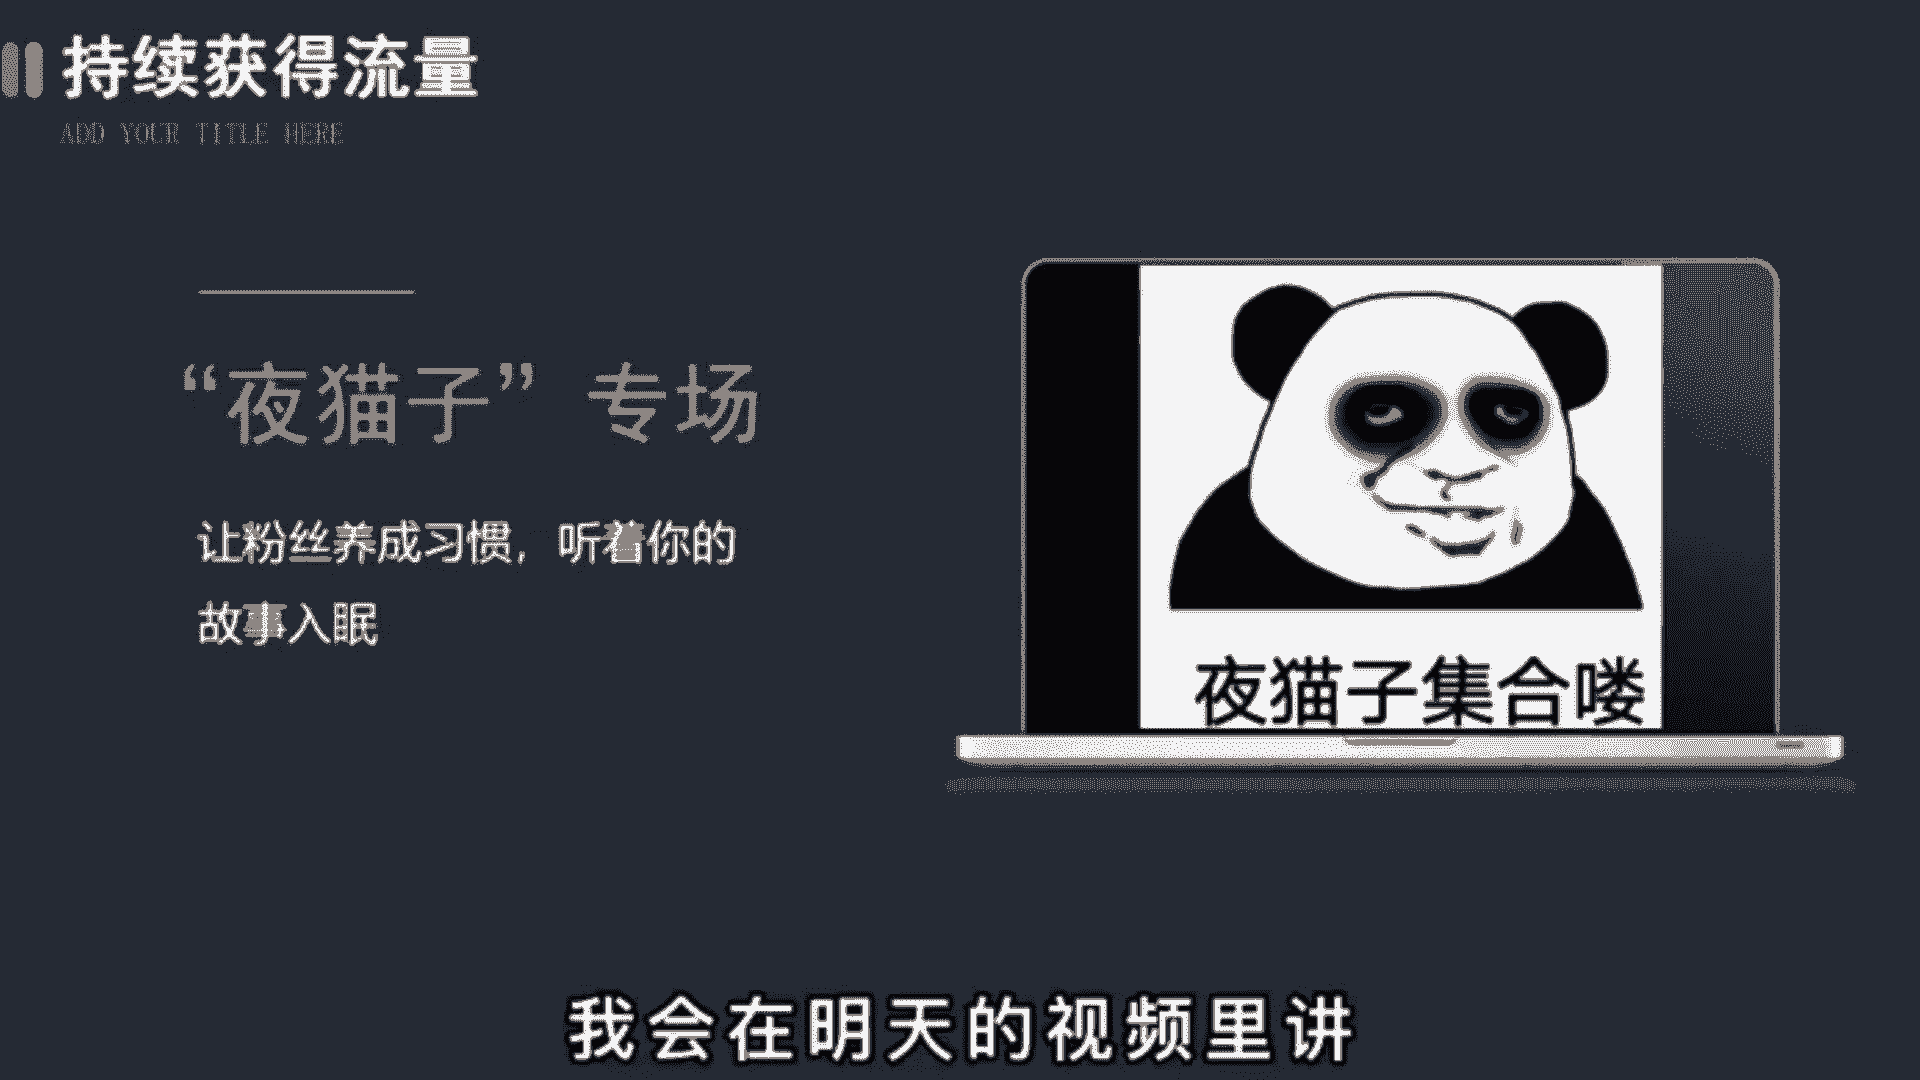 持续获得流量
ADD YOUR TITLE HERE
“夜猫子”专场
让粉丝养成习惯，听着你的
故事入眠
夜猫子集合喽
我会在明天的视频里讲